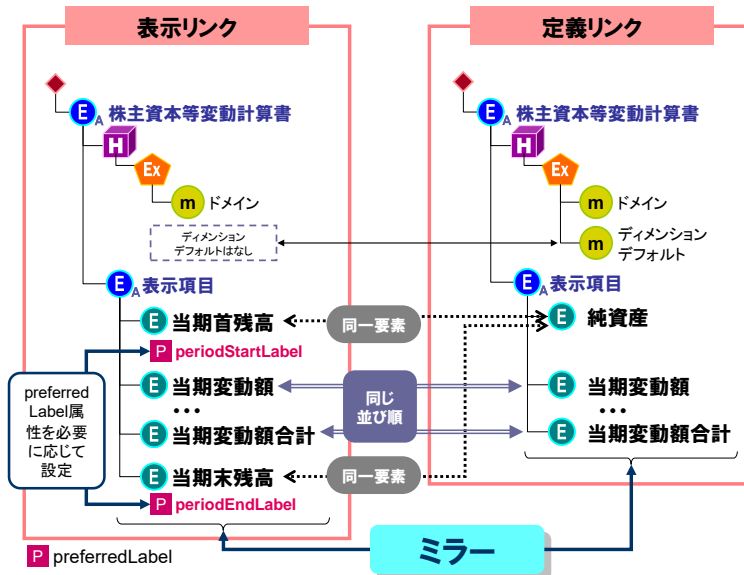 表示リンク
E A 株主資本等変動計算書
H
Ex
m ドメイン
ディメンション
デフォルトはなし
E A 表示項目
E 当期首残高
P periodStartLabel
E 当期変動額
…
E 当期変動額合計
E 当期末残高
P periodEndLabel
preferred
Label属
性を必要
に応じて
設定
P preferredLabel
同一要素
同じ
並び順
同一要素
ミラー
定義リンク
E A 株主資本等変動計算書
H
Ex
m ドメイン
m ディメンション
デフォルト
E A 表示項目
E 純資産
E 当期変動額
…
E 当期変動額合計